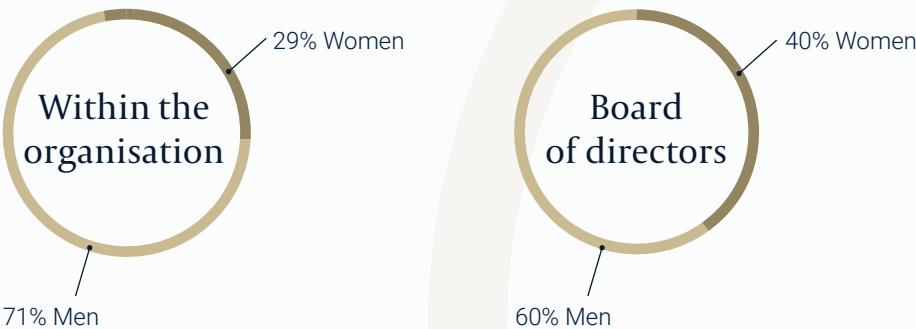 29% Women
Within the
organisation
71% Men
40% Women
Board
of directors
60% Men